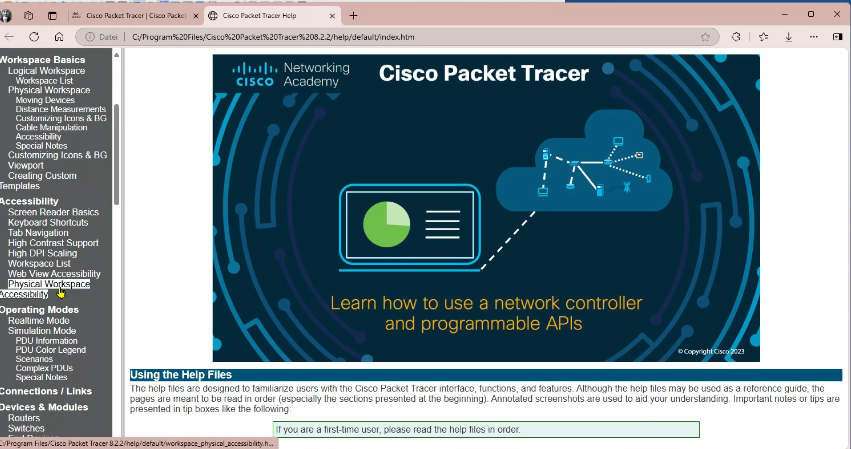 Cisco Packet Tracer | Cisco Packet
Cisco Packet Tracer Help
Datei
C:/Program%20Files/Cisco%20Packet%20Tracer%208.2.2/help/default/index.htm
Workspace Basics
Logical Workspace
Workspace List
Physical Workspace
Moving Devices
Distance Measurements
Customizing Icons & BG
Cable Manipulation
Accessibility
Special Notes
Customizing Icons & BG
Viewport
Creating Custom
Templates
Accessibility
Screen Reader Basics
Keyboard Shortcuts
Tab Navigation
High Contrast Support
High DPI Scaling
Workspace List
Web View Accessibility
Physical Workspace
Accessibility
Operating Modes
Realtime Mode
Simulation Mode
PDU Information
PDU Color Legend
Scenarios
Complex PDUs
Special Notes
Connections / Links
Devices & Modules
Routers
Switches
:/Program Files/Cisco Packet Tracer 8.2.2/help/default/workspace_physical_accessibility.h...
CISCO
Networking
Academy
Cisco Packet Tracer
Learn how to use a network controller
and programmable APIs
© Copyright Cisco 2023
Using the Help Files
The help files are designed to familiarize users with the Cisco Packet Tracer interface, functions, and features. Although the help files may be used as a reference guide, the
pages are meant to be read in order (especially the sections presented at the beginning). Annotated screenshots are used to aid your understanding. Important notes or tips are
presented in tip boxes like the following:
If you are a first-time user, please read the help files in order.